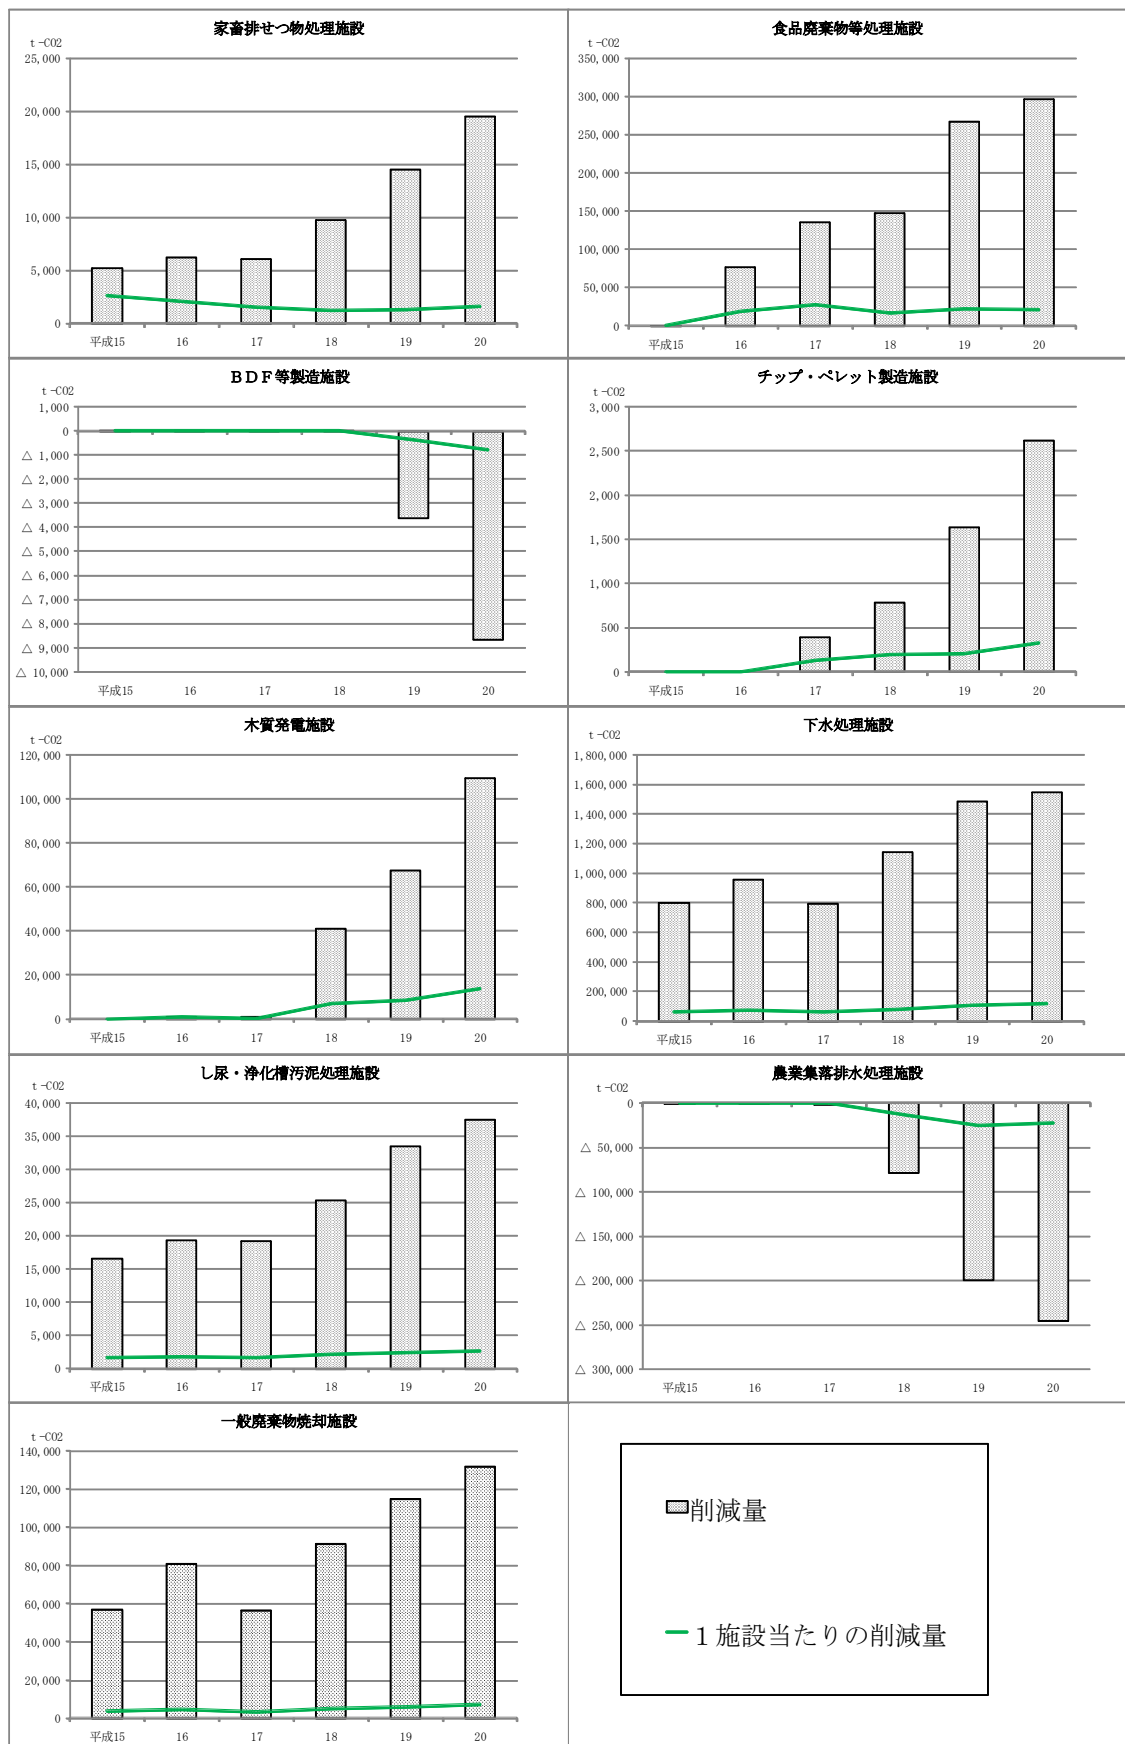 家畜排せつ物処理施設
t-CO2
25,000
20,000
15,000
10,000
5,000
0
平成15 16 17 18 19 20
食品廃棄物等処理施設
t-CO2
350,000
300,000
250,000
200,000
150,000
100,000
50,000
0
平成15 16 17 18 19 20
ＢＤＦ等製造施設
t-CO2
1,000
0
△ 1,000
△ 2,000
△ 3,000
△ 4,000
△ 5,000
△ 6,000
△ 7,000
△ 8,000
△ 9,000
△ 10,000
平成15 16 17 18 19 20
チップ・ペレット製造施設
t-CO2
3,000
2,500
2,000
1,500
1,000
500
0
平成15 16 17 18 19 20
木質発電施設
t-CO2
120,000
100,000
80,000
60,000
40,000
20,000
0
平成15 16 17 18 19 20
下水処理施設
t-CO2
1,800,000
1,600,000
1,400,000
1,200,000
1,000,000
800,000
600,000
400,000
200,000
0
平成15 16 17 18 19 20
し尿・浄化槽汚泥処理施設
t-CO2
40,000
35,000
30,000
25,000
20,000
15,000
10,000
5,000
0
平成15 16 17 18 19 20
農業集落排水処理施設
t-CO2
0
△ 50,000
△ 100,000
△ 150,000
△ 200,000
△ 250,000
△ 300,000
平成15 16 17 18 19 20
一般廃棄物焼却施設
t-CO2
140,000
120,000
100,000
80,000
60,000
40,000
20,000
0
平成15 16 17 18 19 20
削減量
１施設当たりの削減量